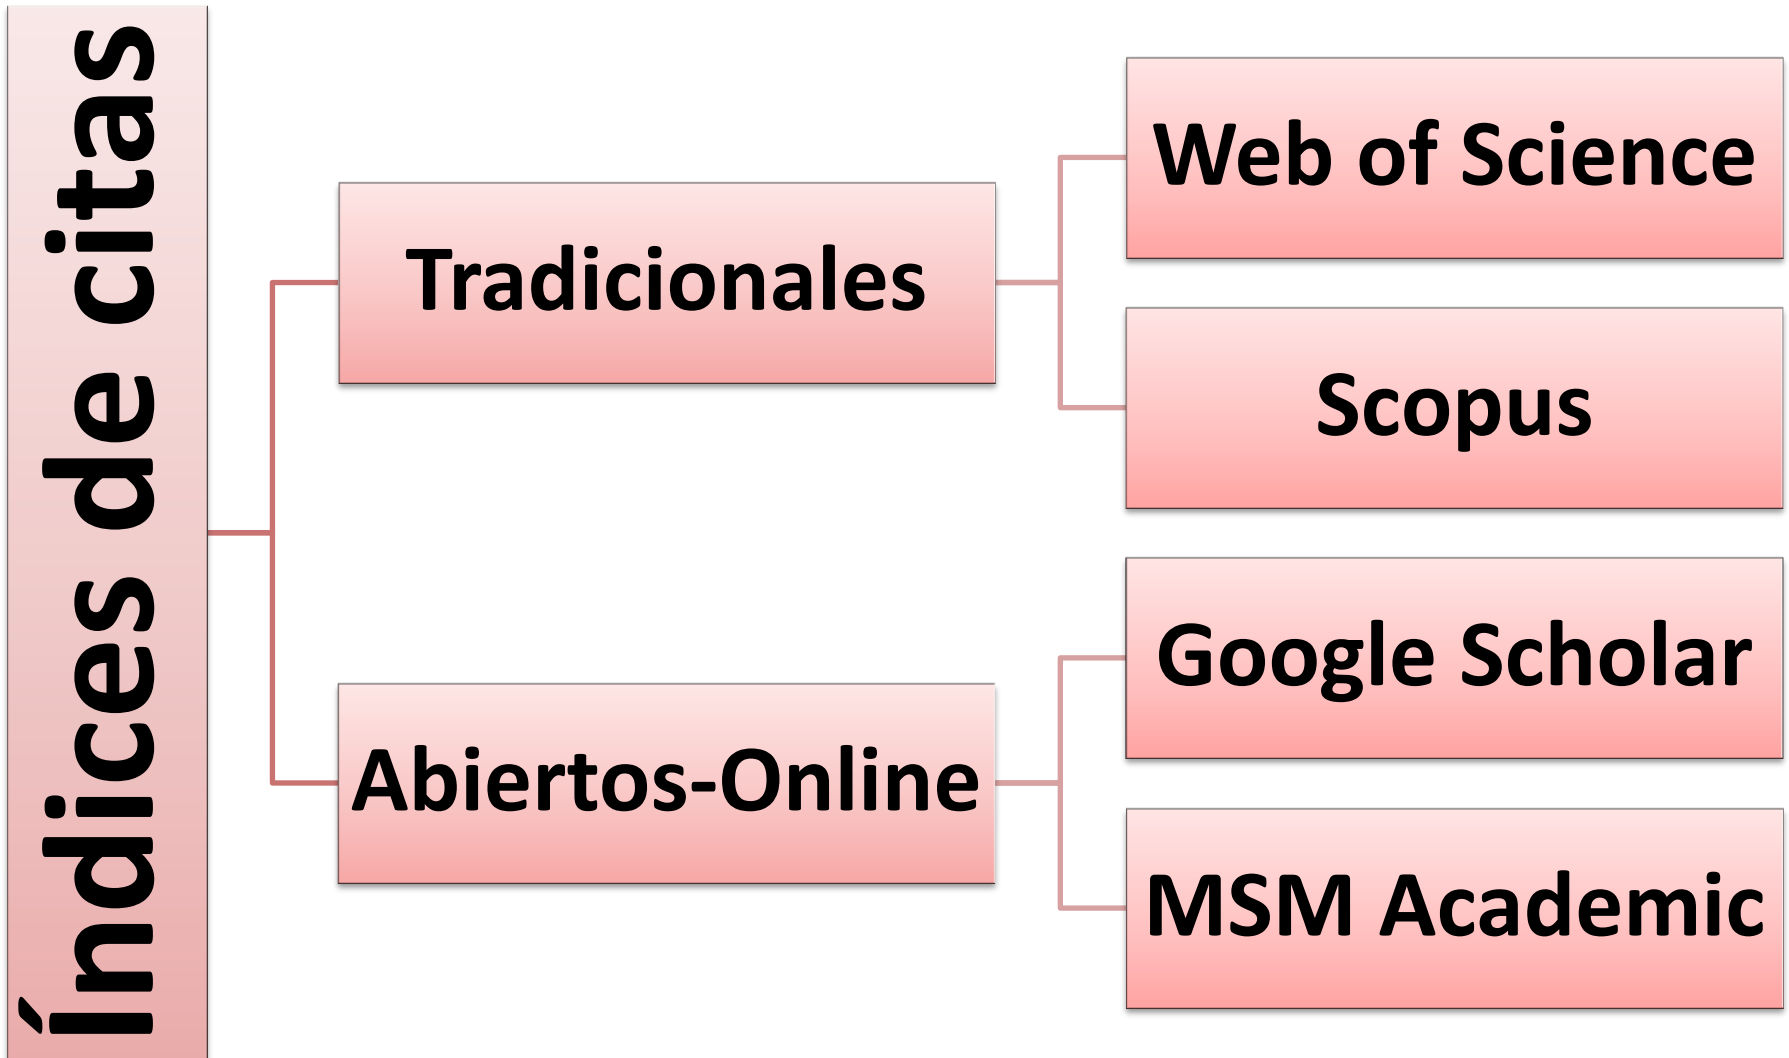 Índices de citas
Tradicionales
Web of Science
Scopus
Abiertos-Online
Google Scholar
MSM Academic